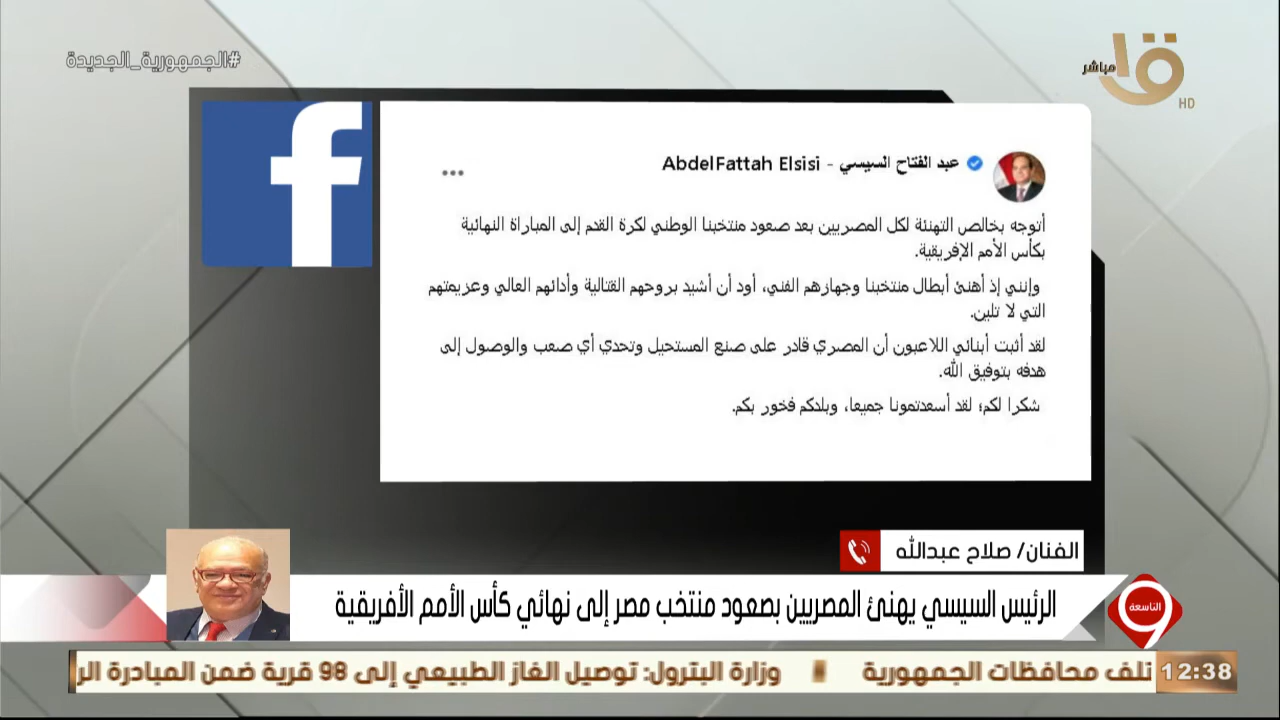 #الجمهورية_الجديدة
مباشر
HD
عبد الفتاح السيسي - AbdelFattah Elsisi
أتوجه بخالص التهنئة لكل المصريين بعد صعود منتخبنا الوطني لكرة القدم إلى المباراة النهائية
بكأس الأمم الإفريقية.
وإنني إذ أهنئ أبطال منتخبنا وجهازهم الفني، أود أن أشيد بروحهم القتالية وأدائهم العالي وعزيمتهم
التي لا تلين.
لقد أثبت أبنائي اللاعبون أن المصري قادر على صنع المستحيل وتحدي أي صعب والوصول إلى
هدفه بتوفيق الله.
شكرا لكم؛ لقد أسعدتمونا جميعا، وبلدكم فخور بكم.
الفنان/ صلاح عبدالله
الرئيس السيسي يهنئ المصريين بصعود منتخب مصر إلى نهائي كأس الأمم الأفريقية
التاسعة
9
12:38
تلف محافظات الجمهورية
وزارة البترول: توصيل الغاز الطبيعي إلى 98 قرية ضمن المبادرة الر